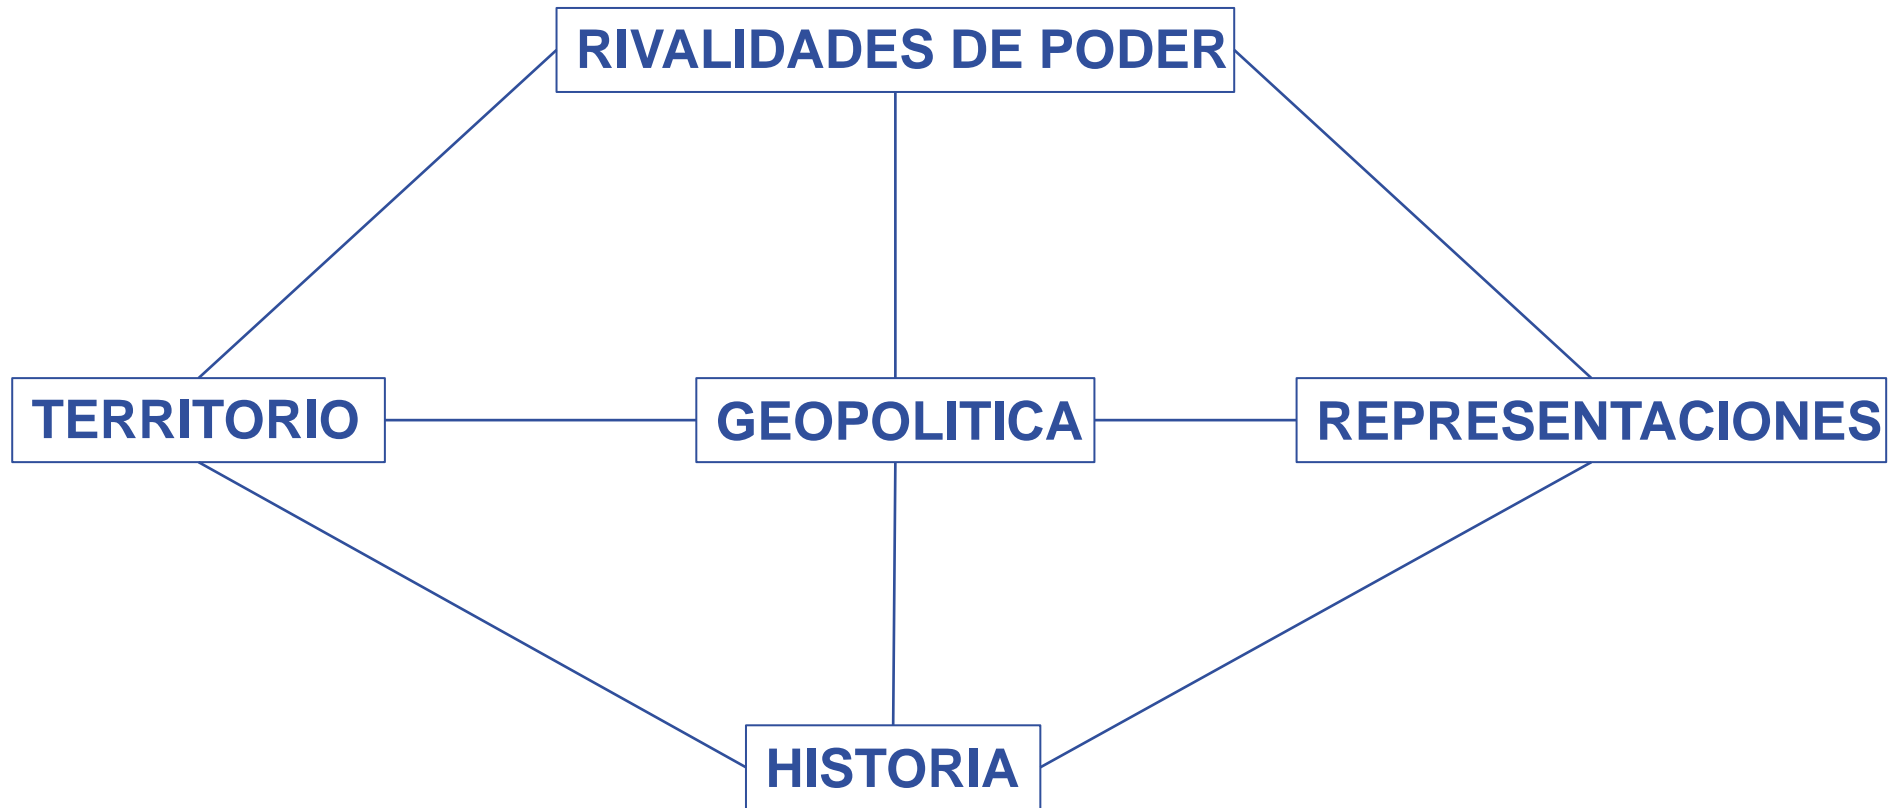 RIVALIDADES DE PODER
TERRITORIO
GEOPOLITICA
REPRESENTACIONES
HISTORIA